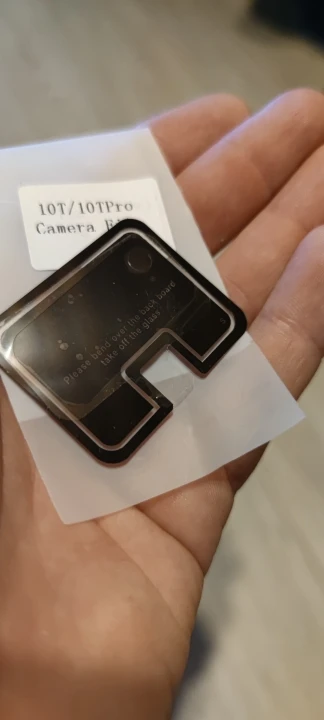 10T/10TPro
Camera
Please bend over the back board
take off the glass